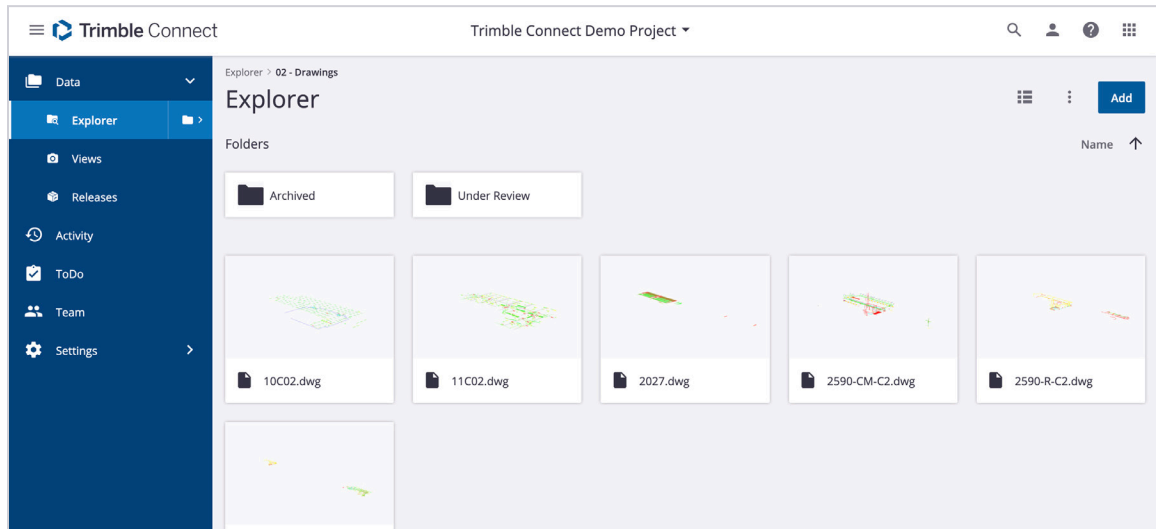 Trimble Connect
Trimble Connect Demo Project
Data
Explorer
Views
Releases
Activity
ToDo
Team
Settings
Explorer > 02 - Drawings
Explorer
Add
Folders
Name
Archived
Under Review
10C02.dwg
11C02.dwg
2027.dwg
2590-CM-C2.dwg
2590-R-C2.dwg